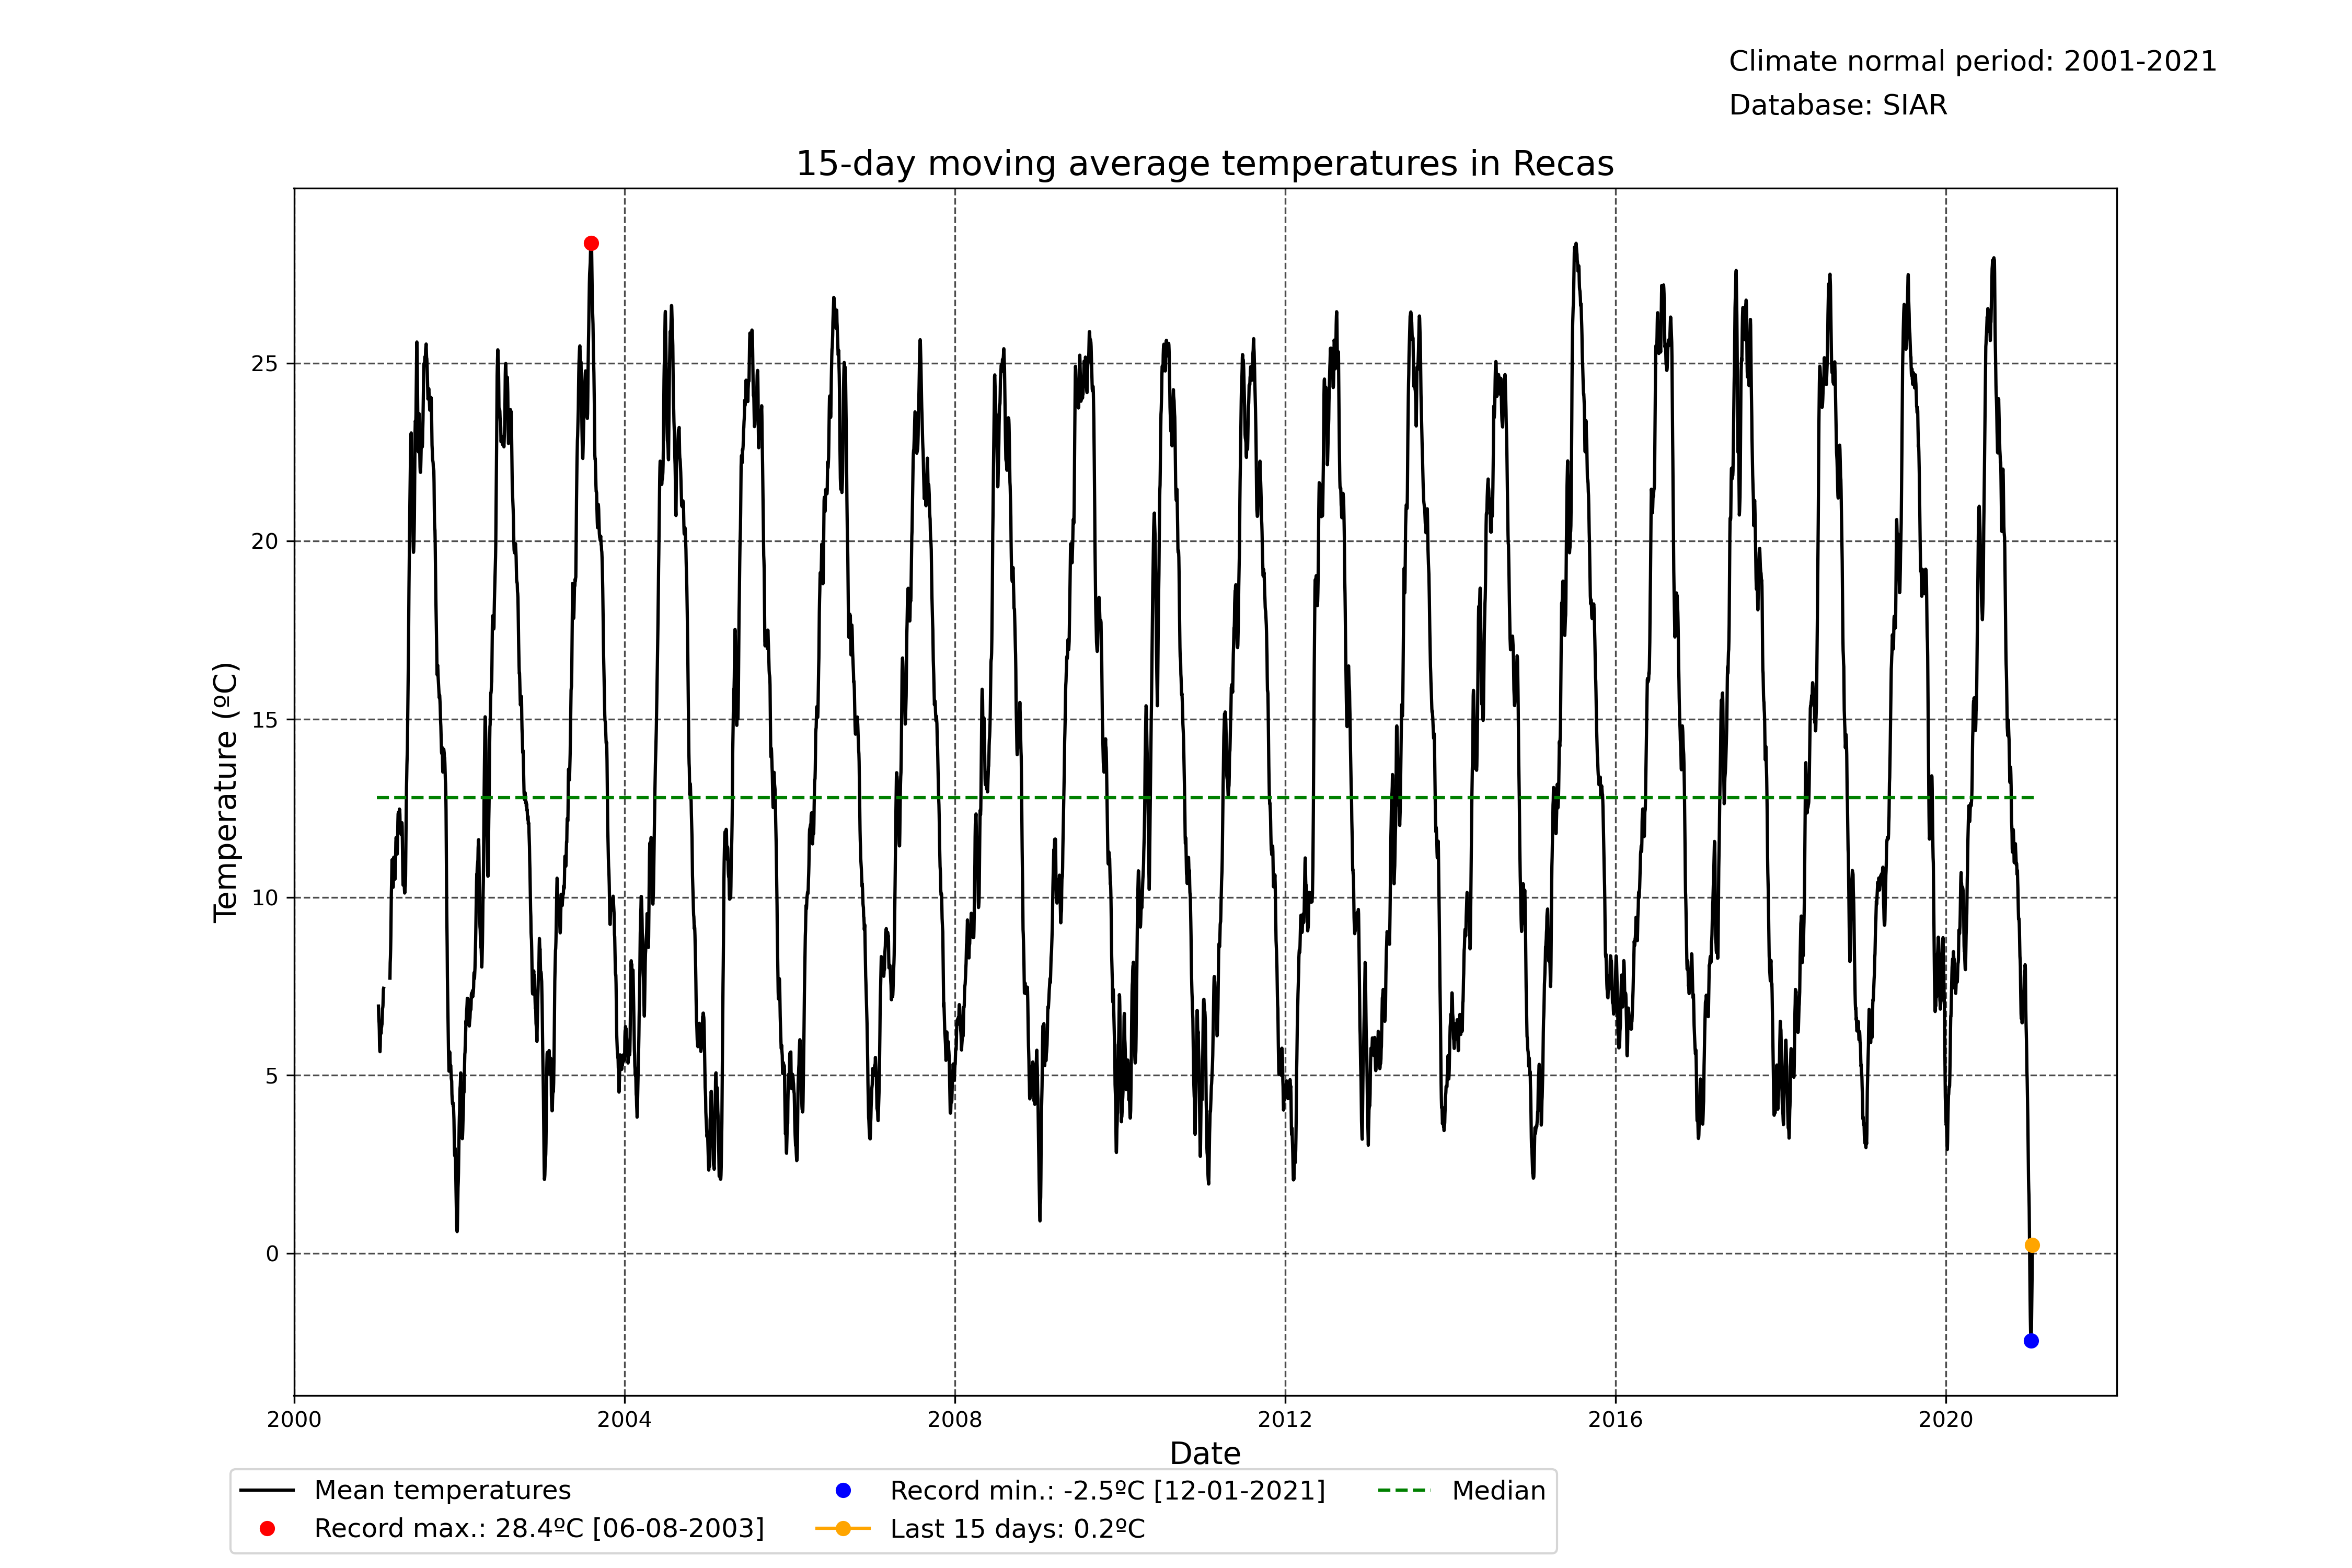 Climate normal period: 2001-2021
Database: SIAR
15-day moving average temperatures in Recas
Temperature (ºC)
25
20
15
10
5
0
2000
2004
2008
2012
2016
2020
Date
Mean temperatures
Record max.: 28.4ºC [06-08-2003]
Record min.: -2.5ºC [12-01-2021]
Last 15 days: 0.2ºC
Median